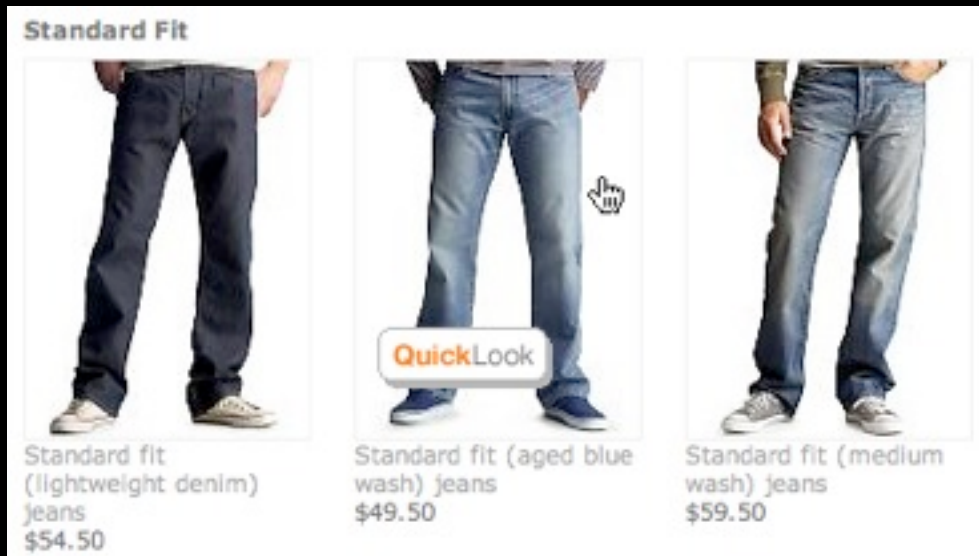 Standard Fit
QuickLook
Standard fit
(lightweight denim)
jeans
$54.50
Standard fit (aged blue
wash) jeans
$49.50
Standard fit (medium
wash) jeans
$59.50